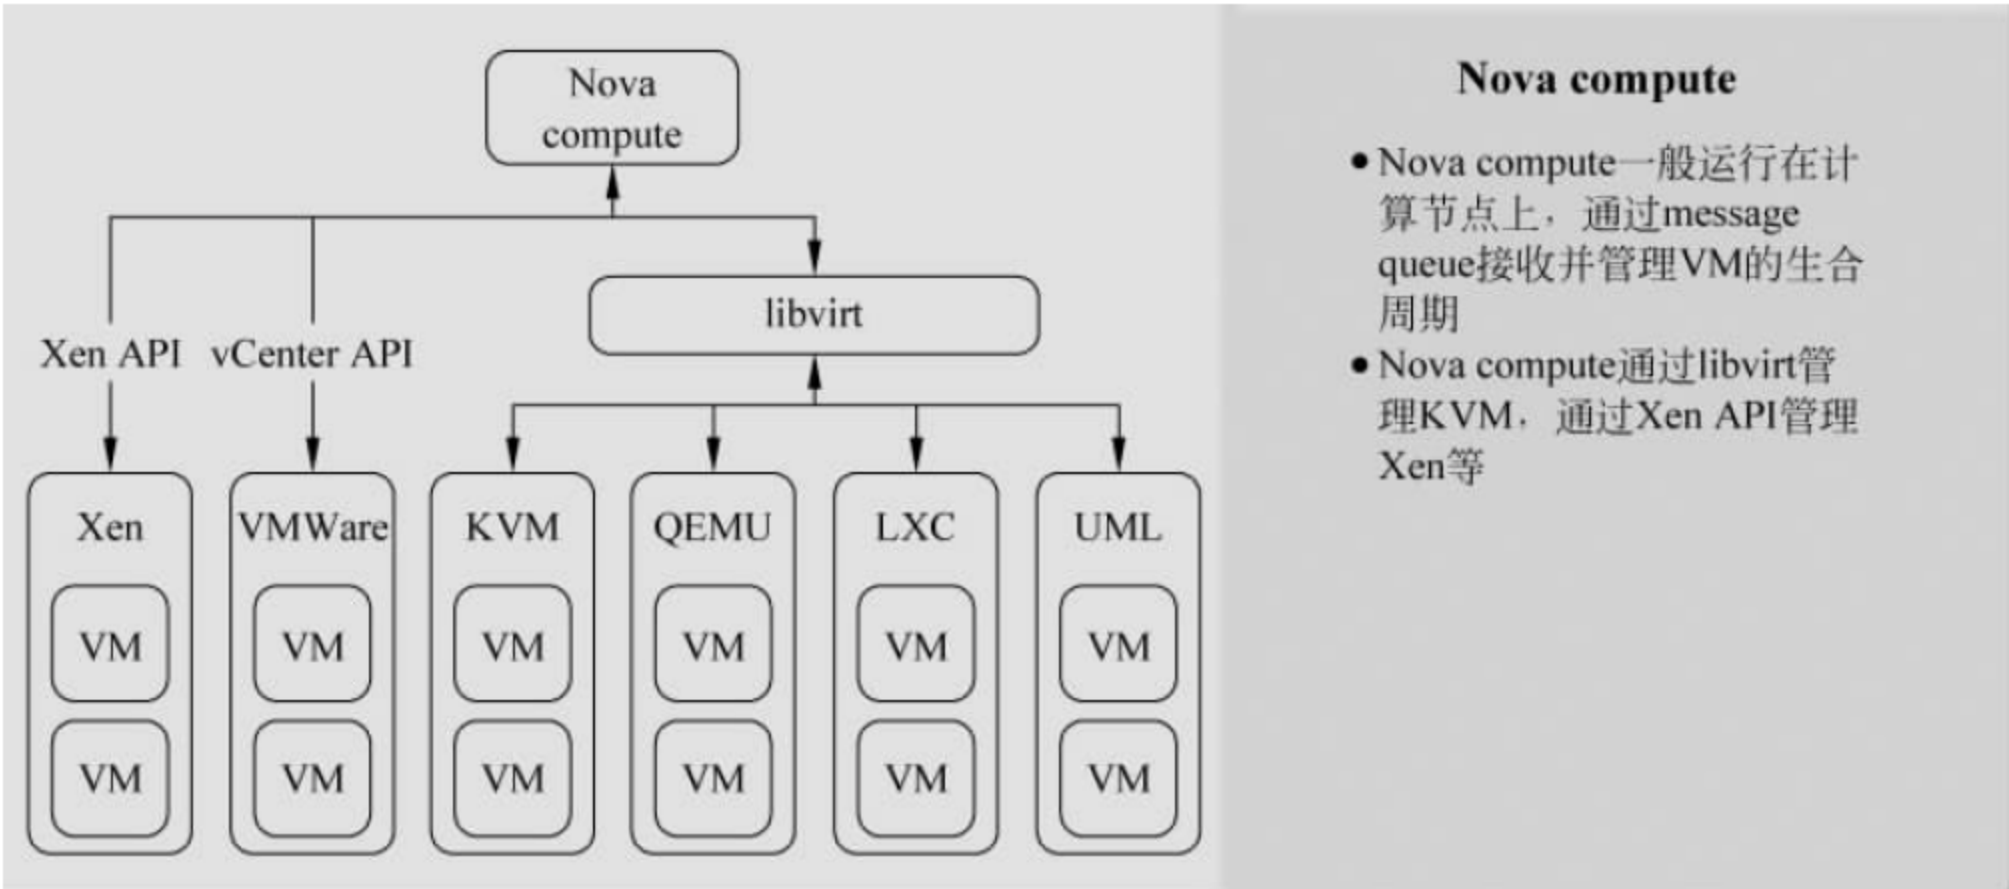 Nova
compute
libvirt
Xen API
vCenter API
Xen
VMWare
KVM
QEMU
LXC
UML
VM
VM
VM
VM
VM
VM
VM
VM
VM
VM
VM
VM
Nova compute
●Nova compute一般运行在计
算节点上，通过message
queue接收并管理VM的生合
周期
●Nova compute通过libvirt管
理KVM，通过Xen API管理
Xen等